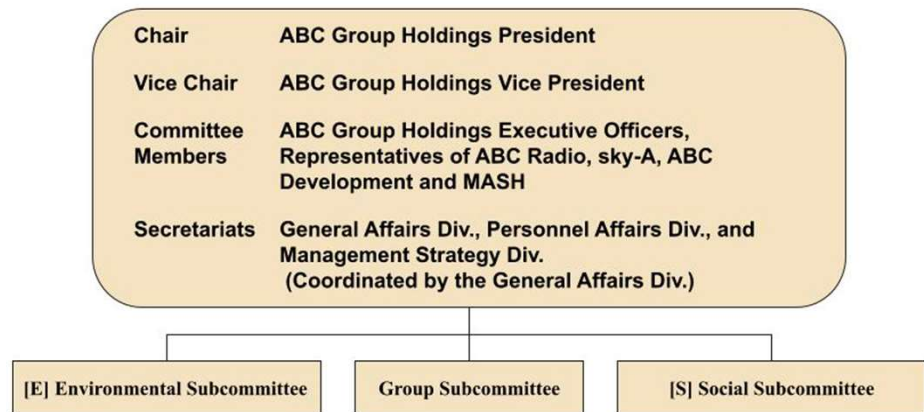 Chair ABC Group Holdings President
Vice Chair ABC Group Holdings Vice President
Committee ABC Group Holdings Executive Officers,
Members Representatives of ABC Radio, sky-A, ABC
Development and MASH
Secretariats General Affairs Div., Personnel Affairs Div., and
Management Strategy Div.
(Coordinated by the General Affairs Div.)
[E] Environmental Subcommittee
Group Subcommittee
[S] Social Subcommittee